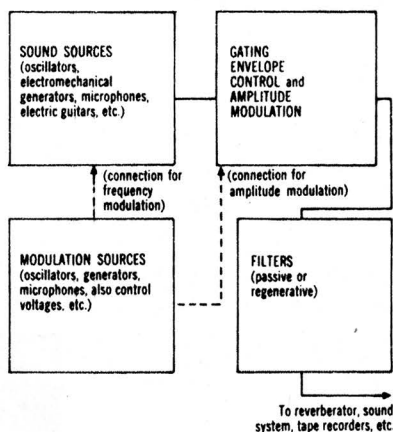 SOUND SOURCES
(oscillators,
electromechanical
generators, microphones,
electric guitars, etc.)
GATING
ENVELOPE
CONTROL and
AMPLITUDE
MODULATION
(connection for
frequency
modulation)
(connection for
amplitude modulation)
MODULATION SOURCES
(oscillators, generators,
microphones, also control
voltages, etc.)
FILTERS
(passive or
regenerative)
To reverberator, sound
system, tape recorders, etc.